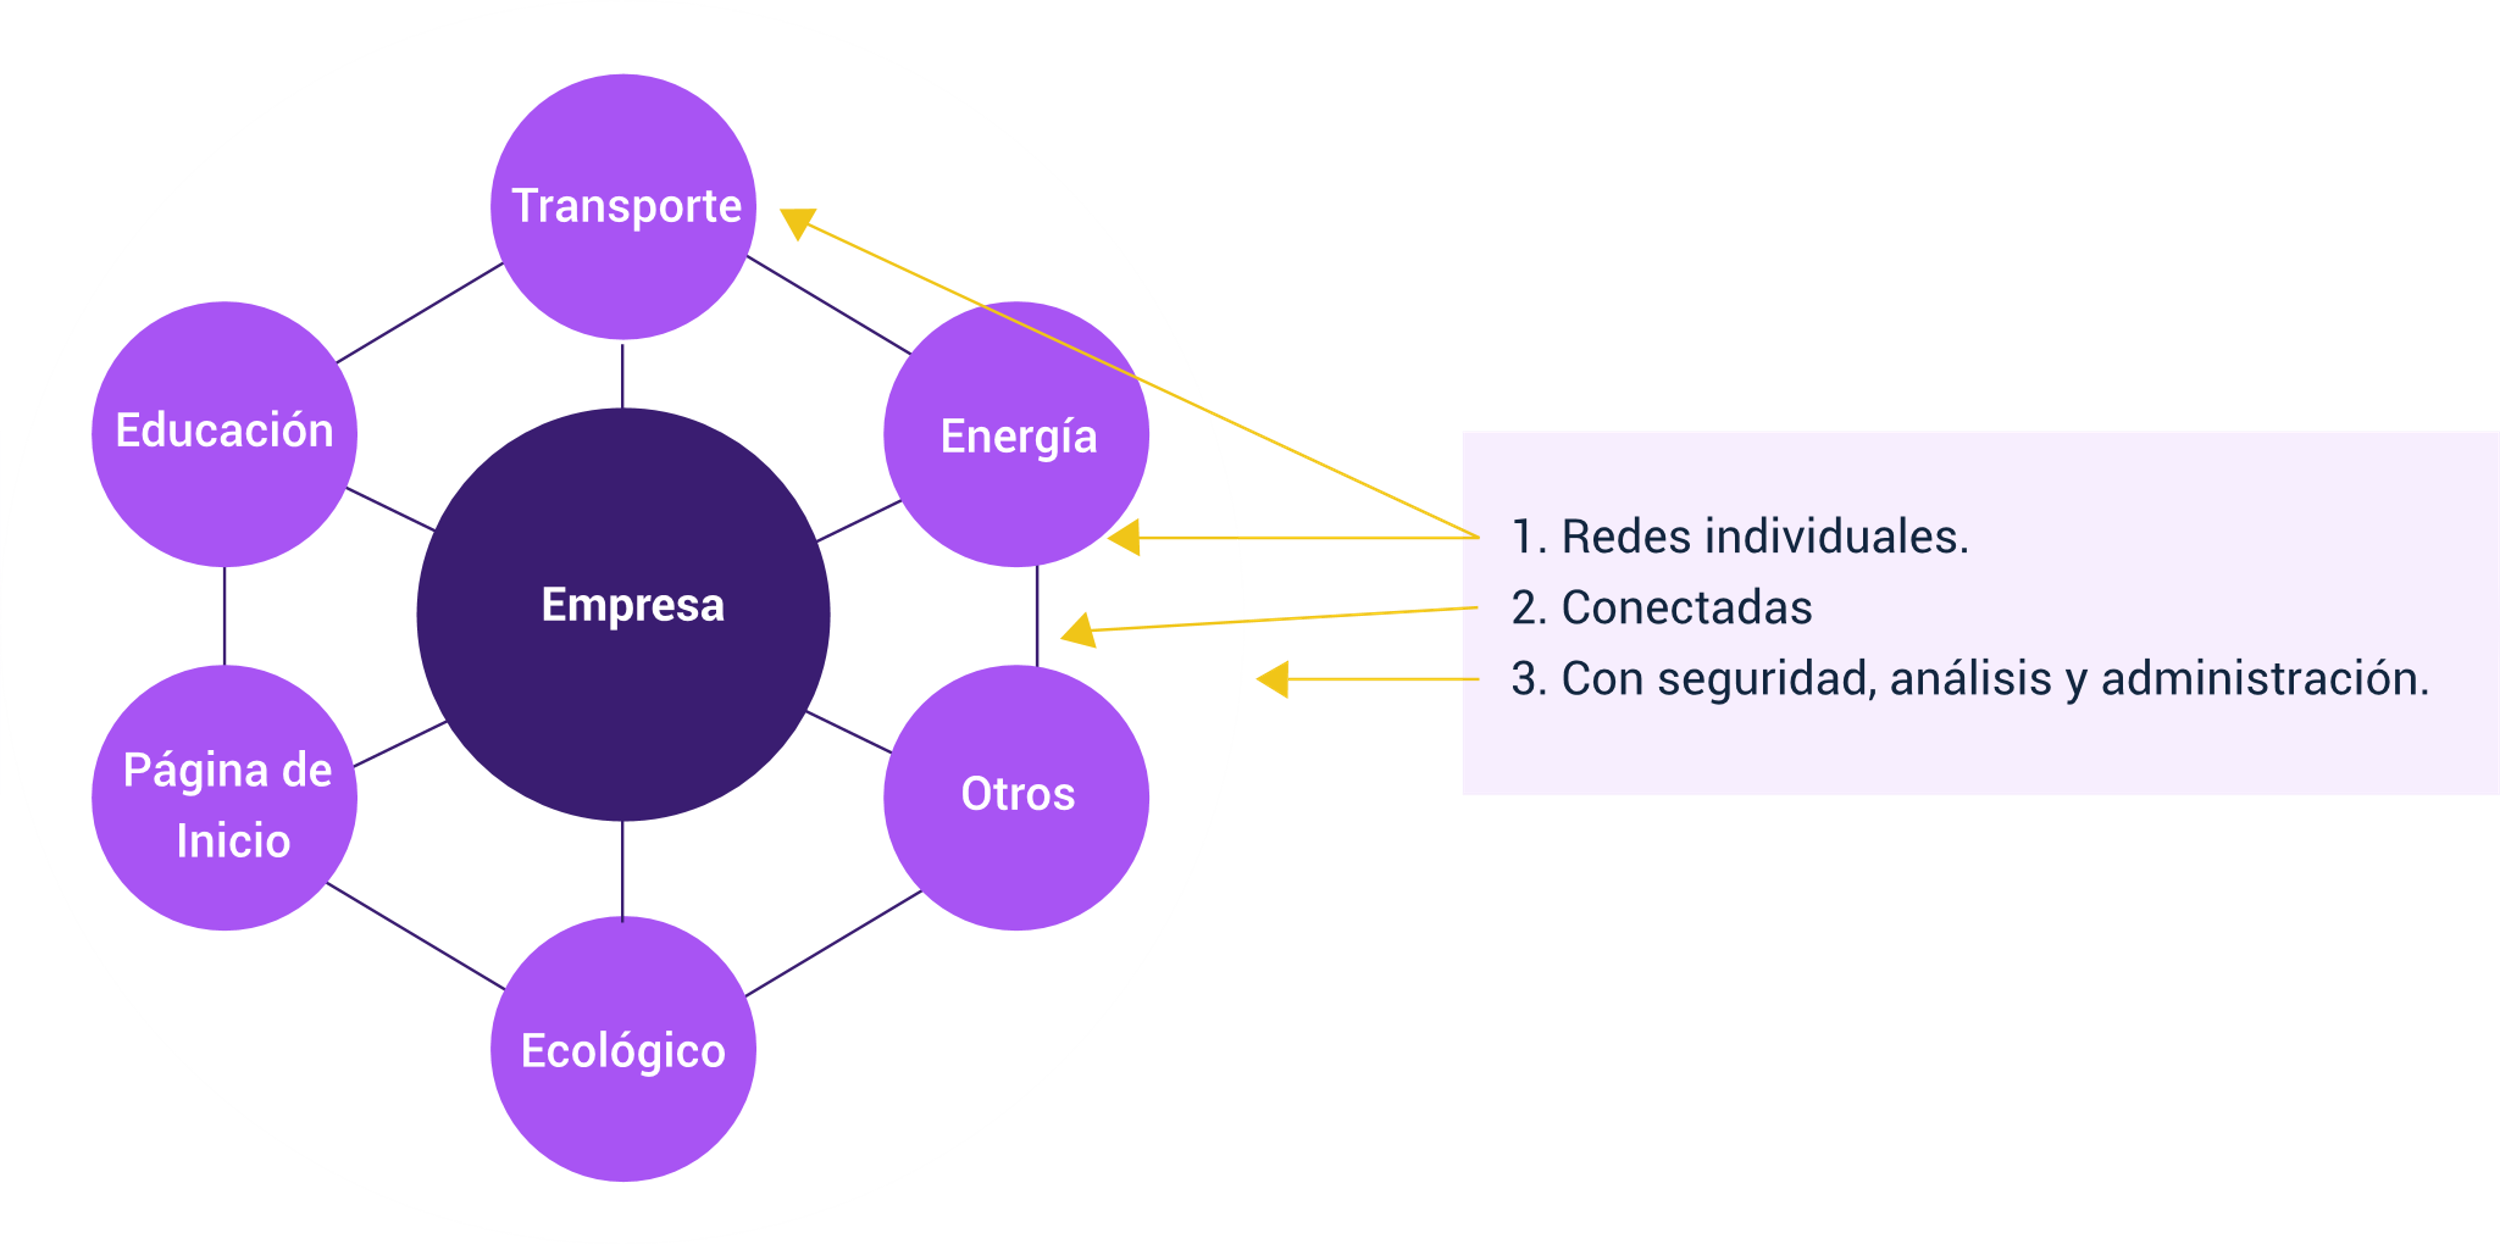 Transporte
Educación
Energía
Empresa
Página de
Inicio
Otros
Ecológico
1. Redes individuales.
2. Conectadas
3. Con seguridad, análisis y administración.